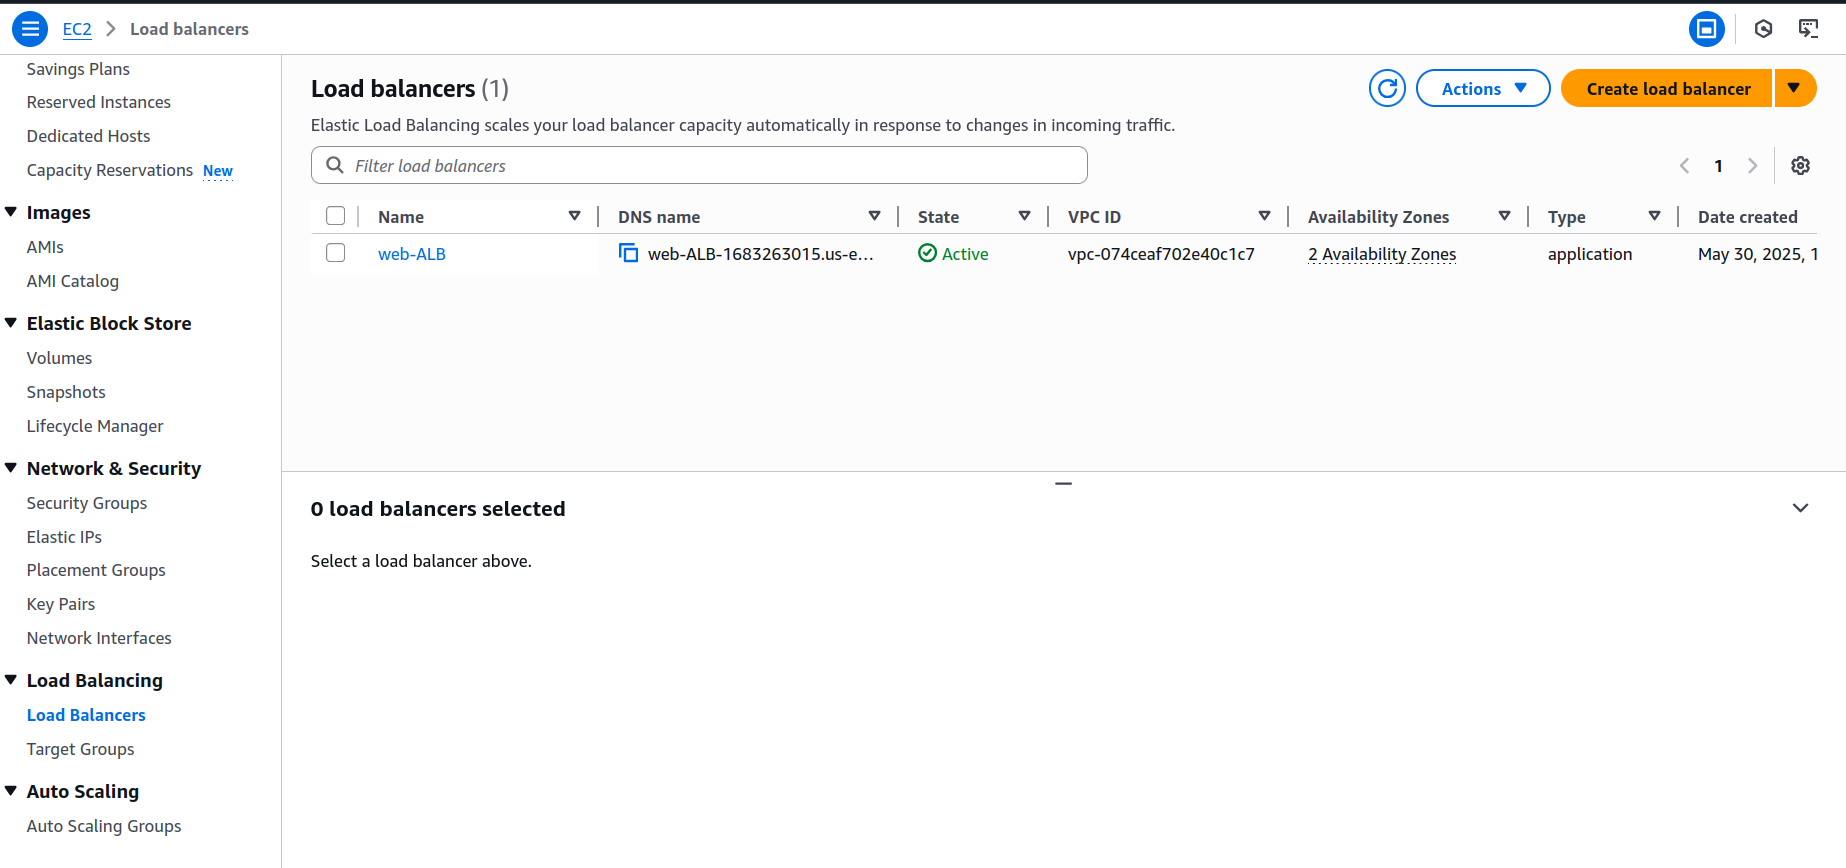 EC2 > Load balancers
Savings Plans
Reserved Instances
Dedicated Hosts
Capacity Reservations New
Images
AMIs
AMI Catalog
Elastic Block Store
Volumes
Snapshots
Lifecycle Manager
Network & Security
Security Groups
Elastic IPs
Placement Groups
Key Pairs
Network Interfaces
Load Balancing
Load Balancers
Target Groups
Auto Scaling
Auto Scaling Groups
Load balancers (1)
Actions
Create load balancer
Elastic Load Balancing scales your load balancer capacity automatically in response to changes in incoming traffic.
Filter load balancers
1
Name DNS name State VPC ID Availability Zones Type Date created
web-ALB web-ALB-1683263015.us-e... Active vpc-074ceaf702e40c1c7 2 Availability Zones application May 30, 2025, 1
0 load balancers selected
Select a load balancer above.